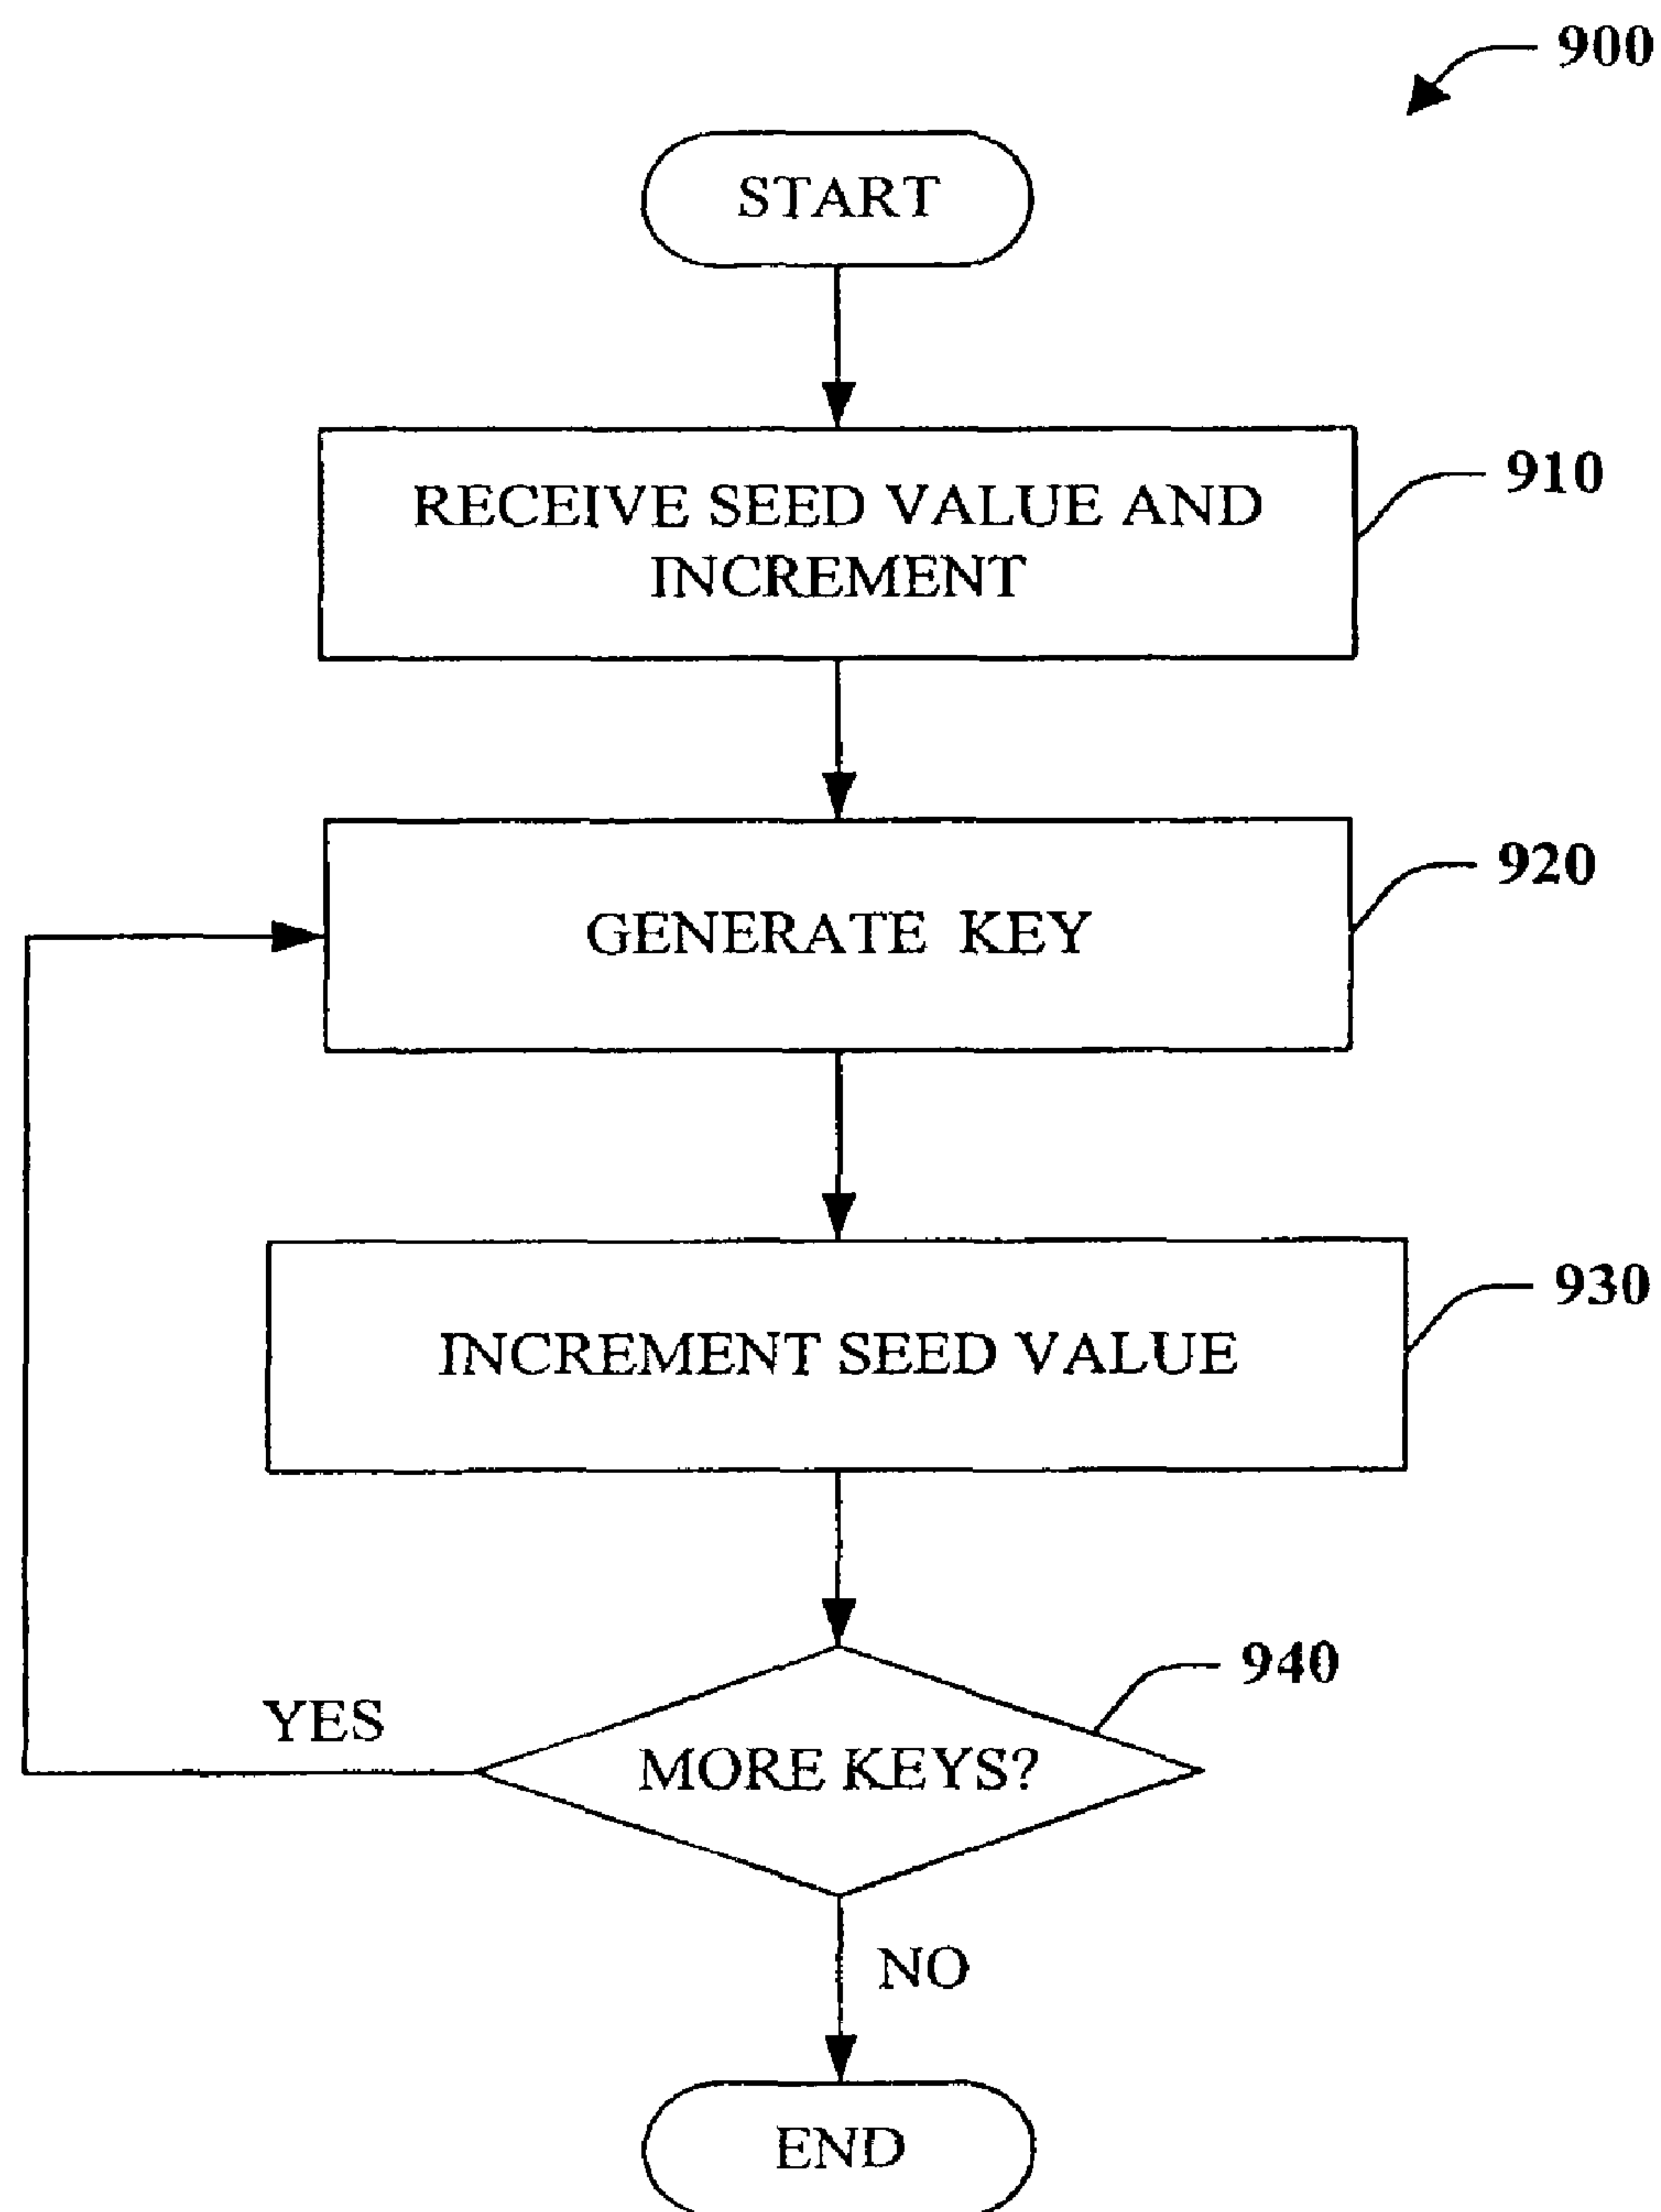 900
START
RECEIVE SEED VALUE AND
INCREMENT
910
GENERATE KEY
920
INCREMENT SEED VALUE
930
MORE KEYS?
940
YES
NO
END